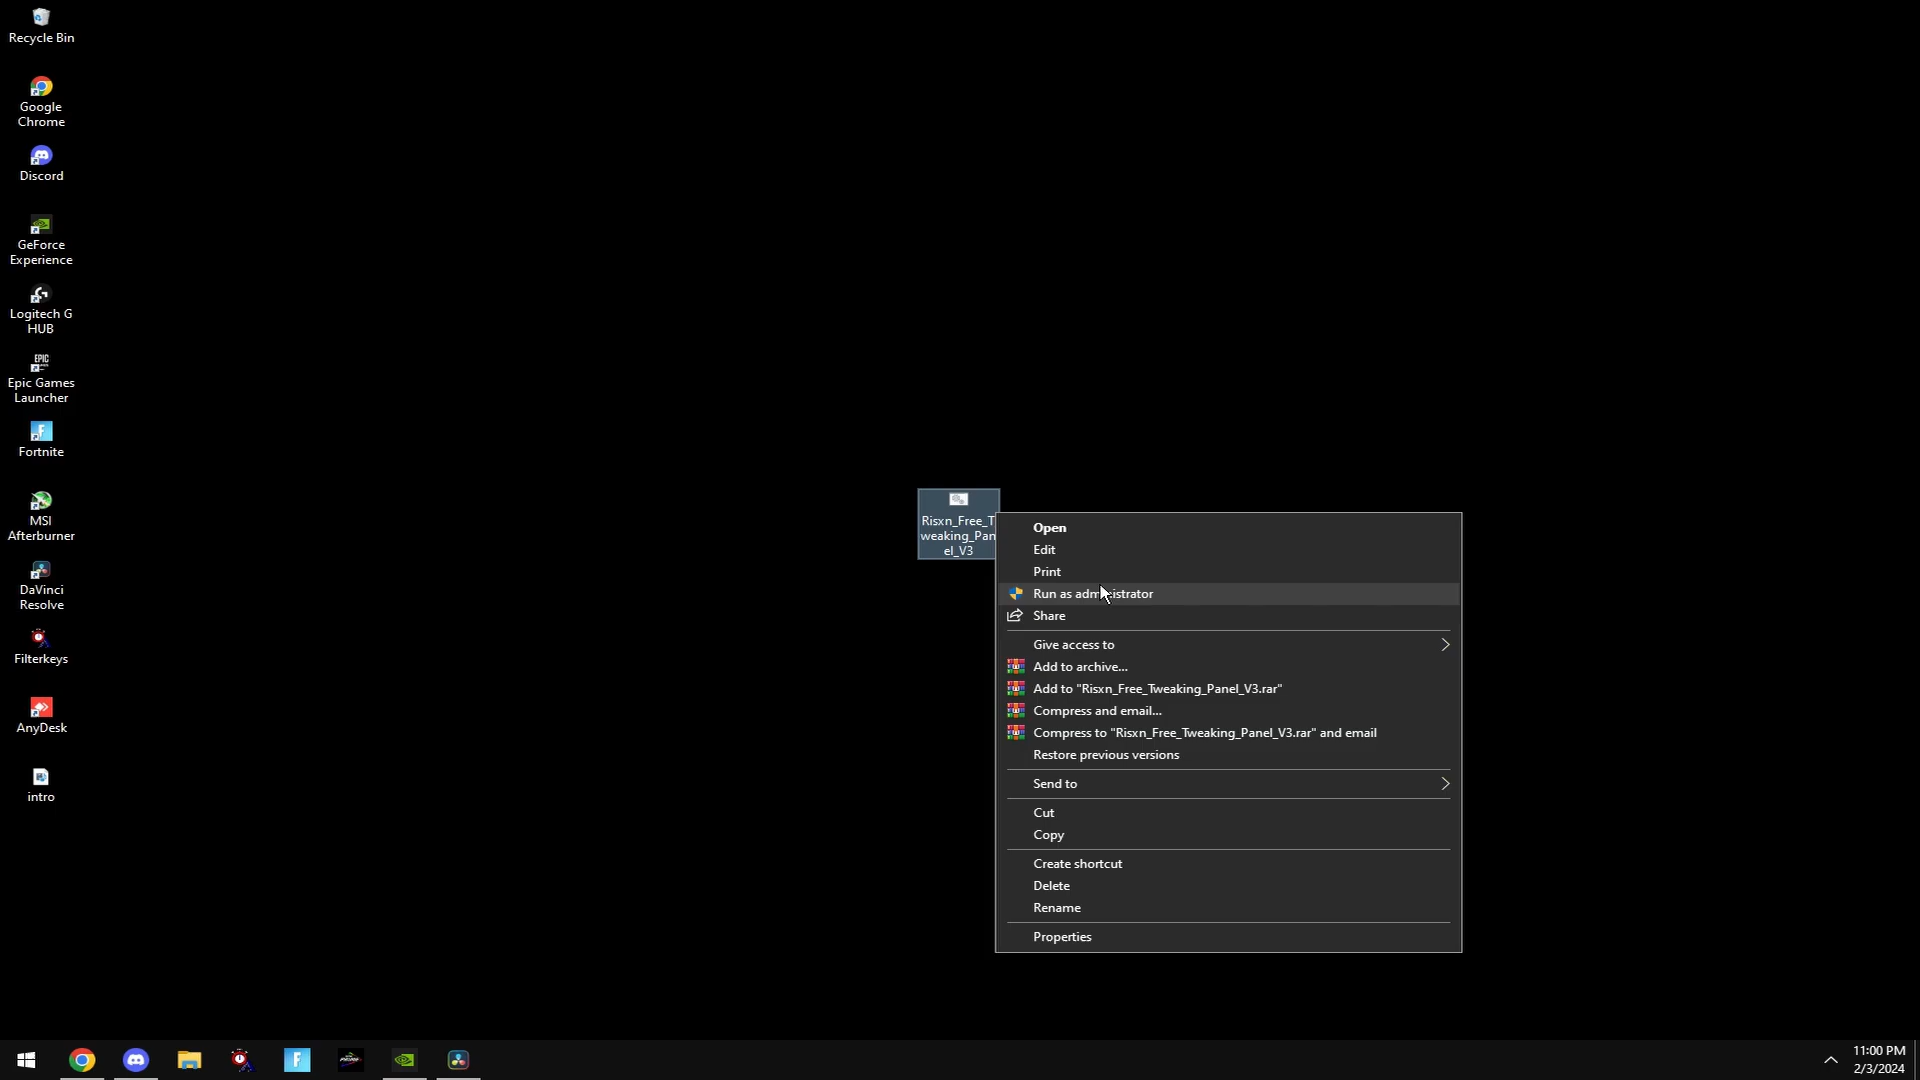 Recycle Bin
Google
Chrome
Discord
GeForce
Experience
Logitech G
HUB
EPIC
Epic Games
Launcher
Fortnite
MSI
Afterburner
DaVinci
Resolve
Filterkeys
AnyDesk
intro
Risxn_Free_T
weaking_Pan
el_V3
Open
Edit
Print
Run as administrator
Share
Give access to
Add to archive...
Add to "Risxn_Free_Tweaking_Panel_V3.rar"
Compress and email...
Compress to "Risxn_Free_Tweaking_Panel_V3.rar" and email
Restore previous versions
Send to
Cut
Copy
Create shortcut
Delete
Rename
Properties
11:00 PM
2/3/2024